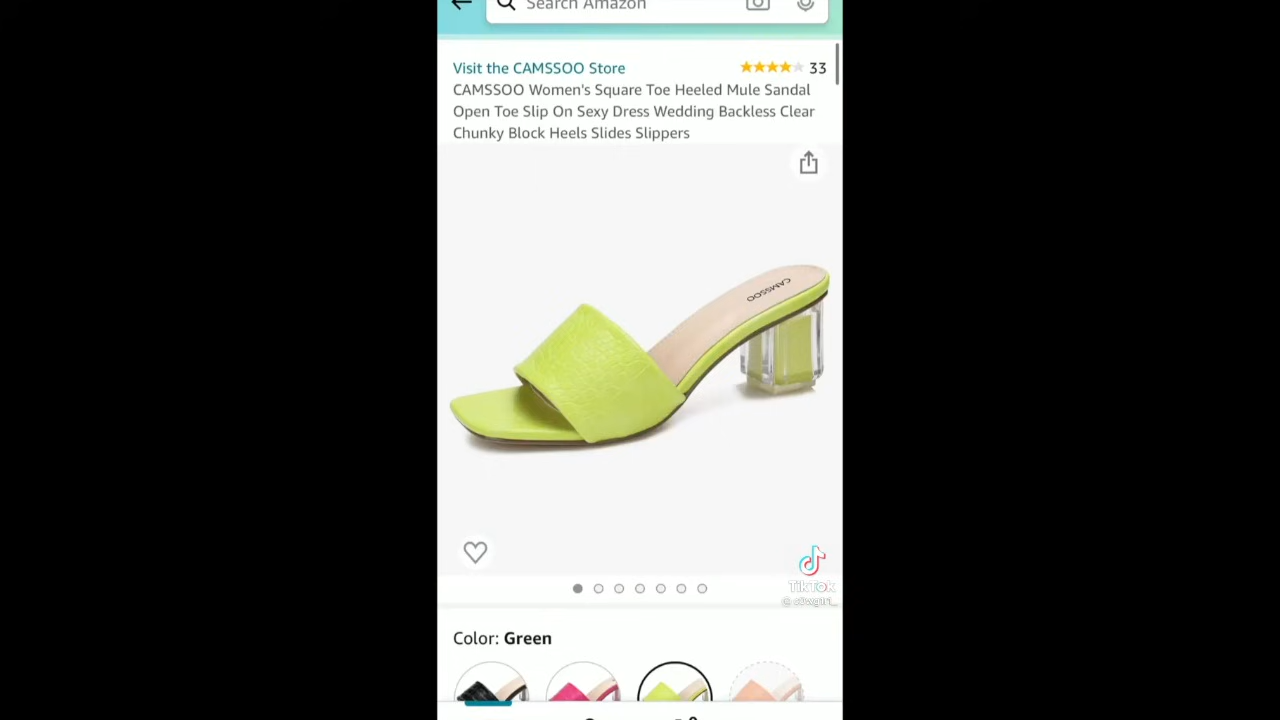 Search Amazon
Visit the CAMSSOO Store
33
CAMSSOO Women's Square Toe Heeled Mule Sandal
Open Toe Slip On Sexy Dress Wedding Backless Clear
Chunky Block Heels Slides Slippers
CAMSSOO
TikTok
Color: Green